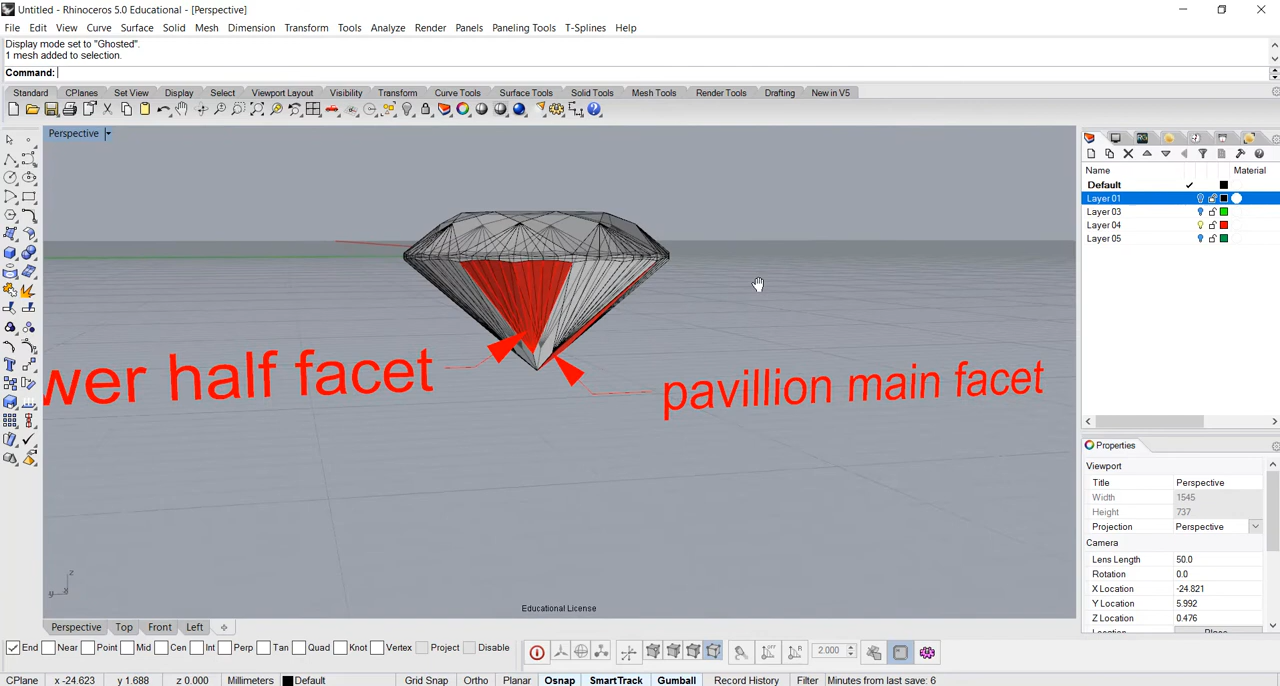 Untitled - Rhinoceros 5.0 Educational - [Perspective]
File Edit View Curve Surface Solid Mesh Dimension Transform Tools Analyze Render Panels Paneling Tools T-Splines Help
Display mode set to "Ghosted".
1 mesh added to selection.
Command:
Standard CPlanes Set View Display Select Viewport Layout Visibility Transform Curve Tools Surface Tools Solid Tools Mesh Tools Render Tools Drafting New in V5
Perspective
Name Material
Default
Layer 01
Layer 03
Layer 04
Layer 05
wer half facet
pavillion main facet
Properties
Viewport
Title Perspective
Width 1545
Height 737
Projection Perspective
Camera
Lens Length 50.0
Rotation 0.0
X Location -24.821
Y Location 5.992
Z Location 0.476
z
y x
Educational License
Perspective Top Front Left
End Near Point Mid Cen Int Perp Tan Quad Knot Vertex Project Disable
2.000
CPlane x -24.623 y 1.688 z 0.000 Millimeters Default Grid Snap Ortho Planar Osnap SmartTrack Gumball Record History Filter Minutes from last save: 6